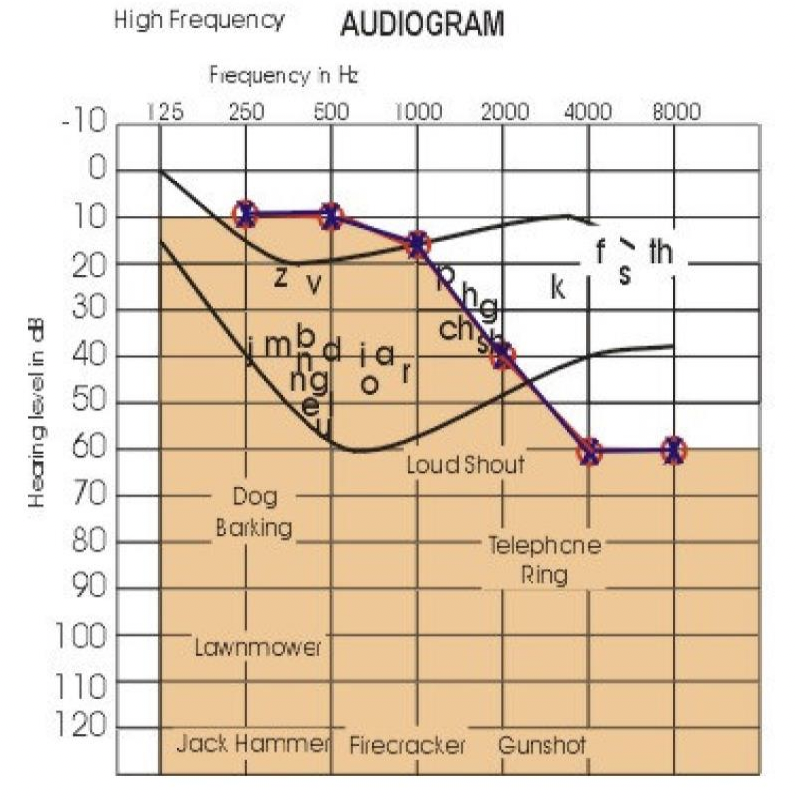 High Frequency AUDIOGRAM
Frequency in Hz
125 250 500 1000 2000 4000 8000
Hearing level in dB
-10
0
10
20
30
40
50
60
70
80
90
100
110
120
f s th
z v p k
h g
j m b n d i a r ch sh
ng o
e
u
Loud Shout
Dog
Barking
Telephone
Ring
Lawnmower
Jack Hammer Firecracker Gunshot